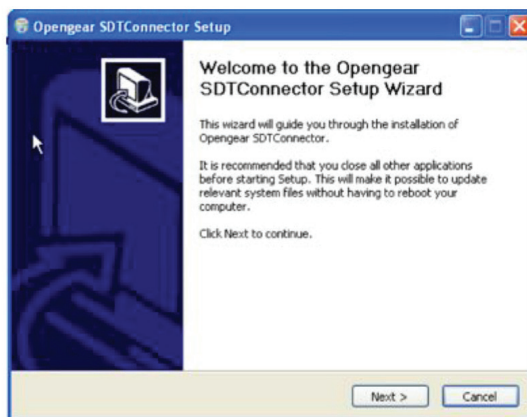 Opengear SDTConnector Setup
Welcome to the Opengear
SDTConnector Setup Wizard
This wizard will guide you through the installation of
Opengear SDTConnector.
It is recommended that you close all other applications
before starting Setup. This will make it possible to update
relevant system files without having to reboot your
computer.
Click Next to continue.
Next >
Cancel